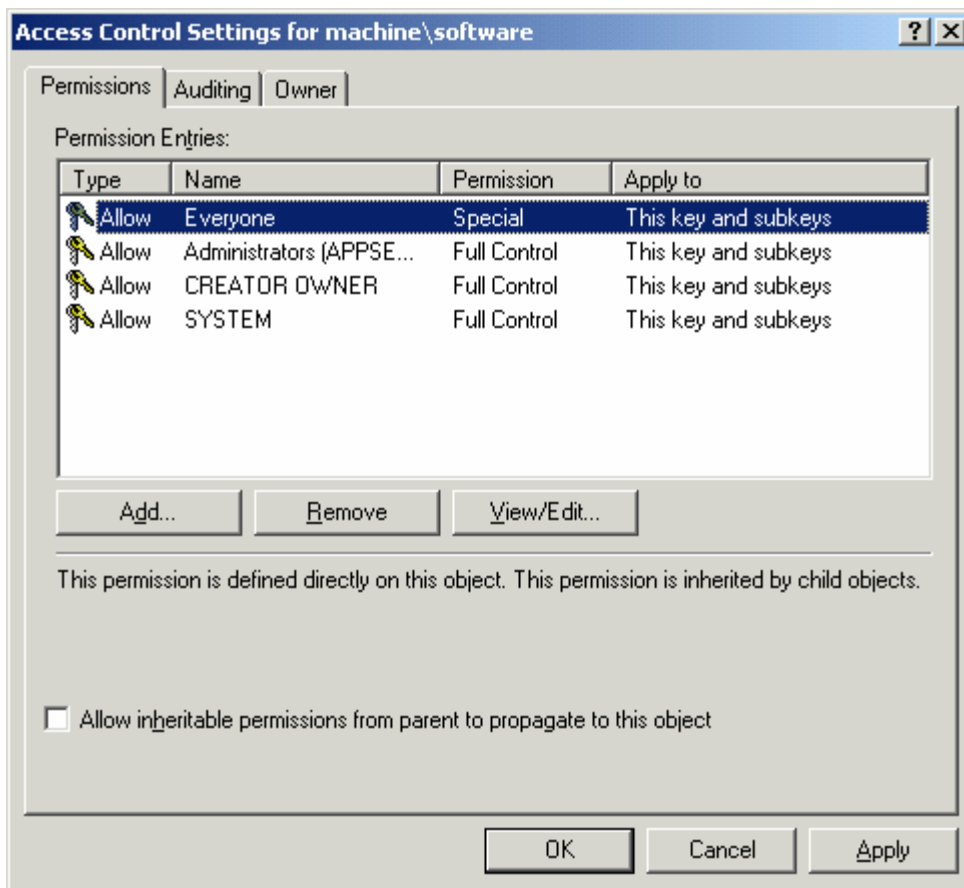 Access Control Settings for machine\software
Permissions Auditing Owner
Permission Entries:
Type Name Permission Apply to
Allow Everyone Special This key and subkeys
Allow Administrators (APPSE... Full Control This key and subkeys
Allow CREATOR OWNER Full Control This key and subkeys
Allow SYSTEM Full Control This key and subkeys
Add... Remove View/Edit...
This permission is defined directly on this object. This permission is inherited by child objects.
Allow inheritable permissions from parent to propagate to this object
OK Cancel Apply